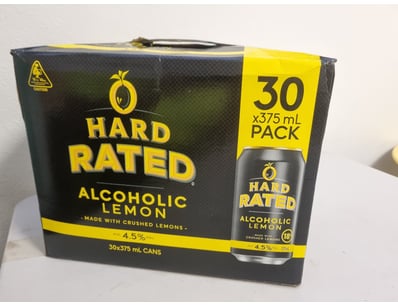 HARD
RATED
ALCOHOLIC
LEMON
MADE WITH CRUSHED LEMONS
4.5%
30x375 mL CANS
30
x375 mL
PACK
HARD
RATED
ALCOHOLIC
LEMON
4.5%